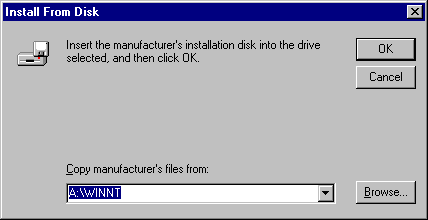 Install From Disk
Insert the manufacturer's installation disk into the drive
selected, and then click OK.
OK
Cancel
Copy manufacturer's files from:
A:\WINNT
Browse...